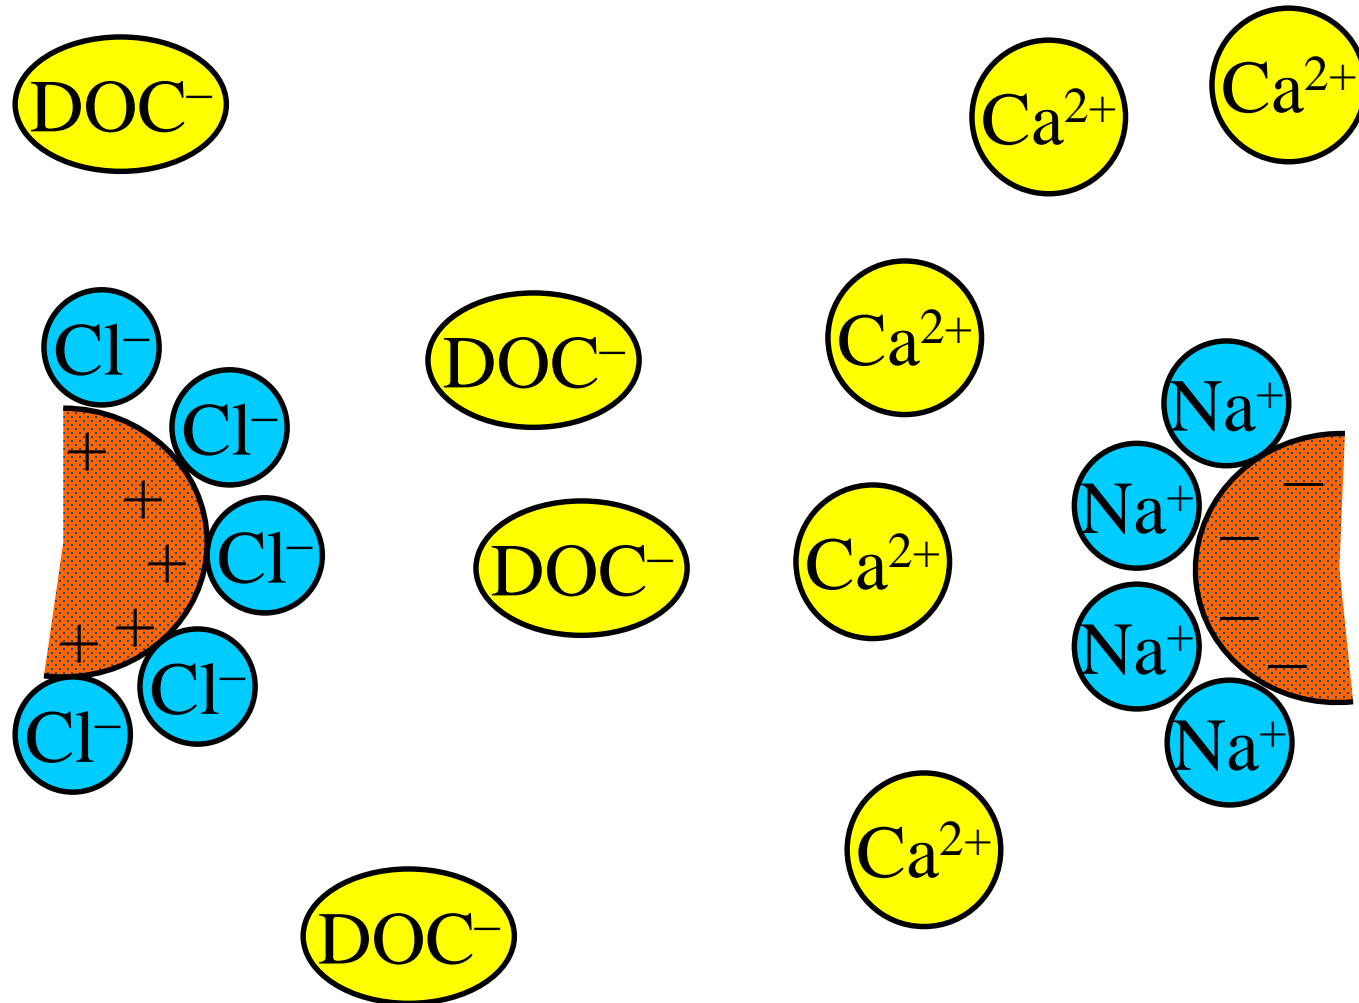 DOC⁻
Ca²⁺
Ca²⁺
Cl⁻
DOC⁻
Ca²⁺
Na⁺
Cl⁻
+
−
Na⁺
+
Cl⁻
DOC⁻
Ca²⁺
−
+
+
−
Na⁺
+
−
Cl⁻
Cl⁻
Na⁺
Ca²⁺
DOC⁻